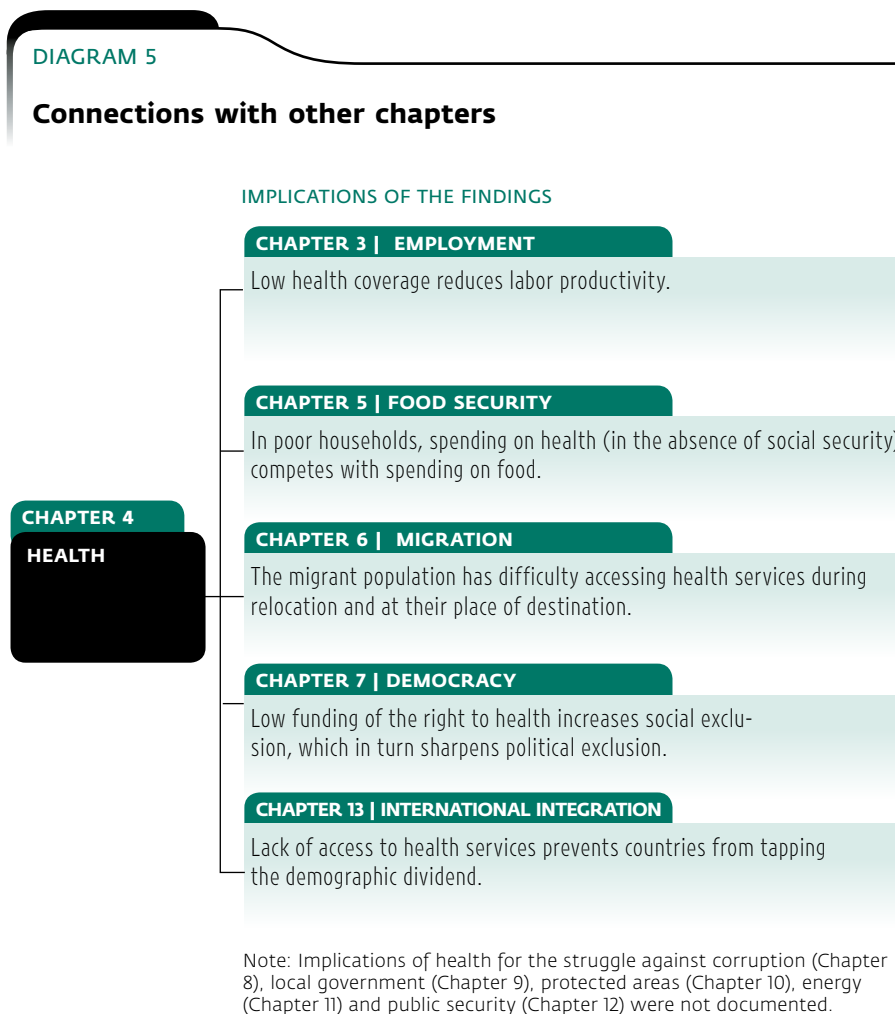 DIAGRAM 5
Connections with other chapters
IMPLICATIONS OF THE FINDINGS
CHAPTER 3 | EMPLOYMENT
Low health coverage reduces labor productivity.
CHAPTER 5 | FOOD SECURITY
In poor households, spending on health (in the absence of social security)
competes with spending on food.
CHAPTER 4
HEALTH
CHAPTER 6 | MIGRATION
The migrant population has difficulty accessing health services during
relocation and at their place of destination.
CHAPTER 7 | DEMOCRACY
Low funding of the right to health increases social exclu-
sion, which in turn sharpens political exclusion.
CHAPTER 13 | INTERNATIONAL INTEGRATION
Lack of access to health services prevents countries from tapping
the demographic dividend.
Note: Implications of health for the struggle against corruption (Chapter
8), local government (Chapter 9), protected areas (Chapter 10), energy
(Chapter 11) and public security (Chapter 12) were not documented.